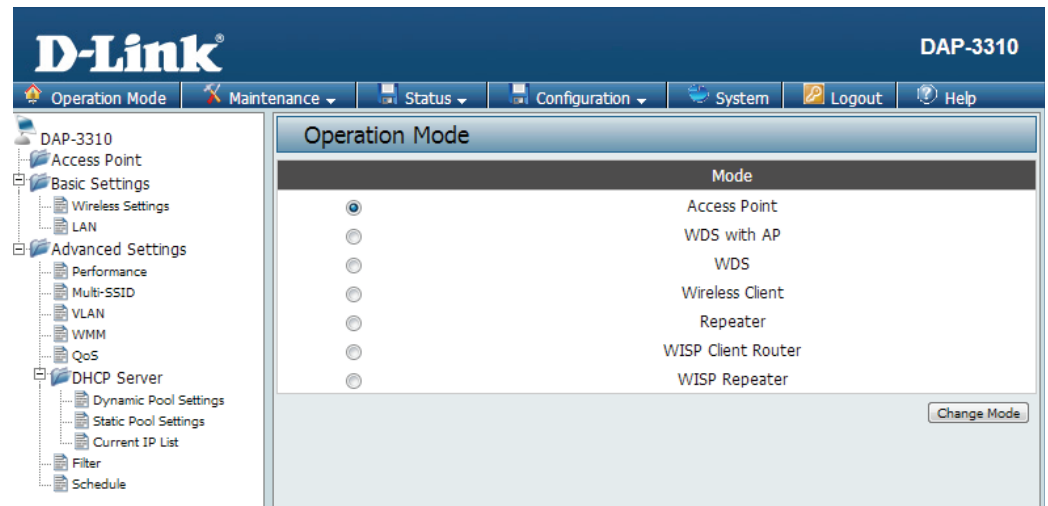 D-Link®
DAP-3310
Operation Mode Maintenance Status Configuration System Logout Help
DAP-3310
Access Point
Basic Settings
Wireless Settings
LAN
Advanced Settings
Performance
Multi-SSID
VLAN
WMM
QoS
DHCP Server
Dynamic Pool Settings
Static Pool Settings
Current IP List
Filter
Schedule
Operation Mode
Mode
Access Point
WDS with AP
WDS
Wireless Client
Repeater
WISP Client Router
WISP Repeater
Change Mode